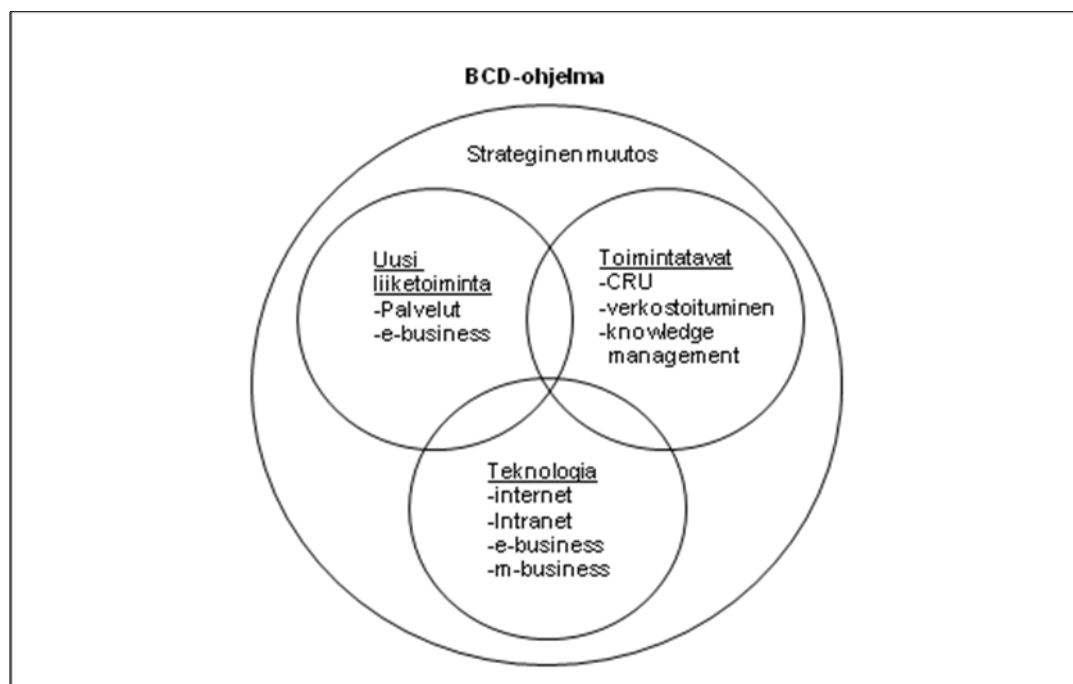 BCD-ohjelma
Strateginen muutos
Uusi
liiketoiminta
-Palvelut
-e-business
Toimintatavat
-CRU
-verkostoituminen
-knowledge
management
Teknologia
-internet
-Intranet
-e-business
-m-business